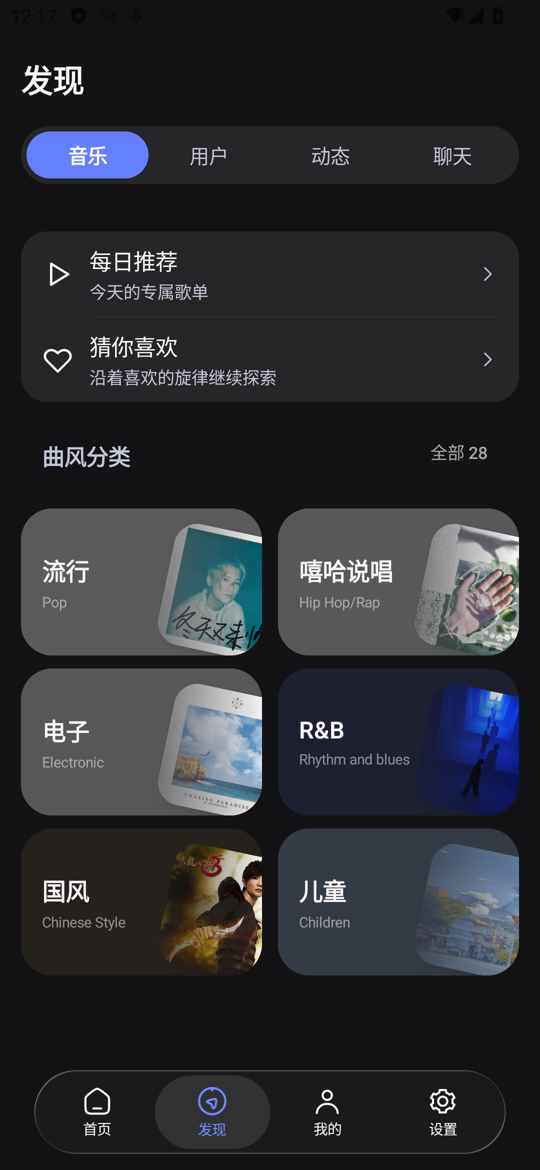 12:17
发现
音乐
用户
动态
聊天
每日推荐
今天的专属歌单
猜你喜欢
沿着喜欢的旋律继续探索
曲风分类
全部 28
流行
Pop
嘻哈说唱
Hip Hop/Rap
电子
Electronic
R&B
Rhythm and blues
国风
Chinese Style
儿童
Children
首页
发现
我的
设置